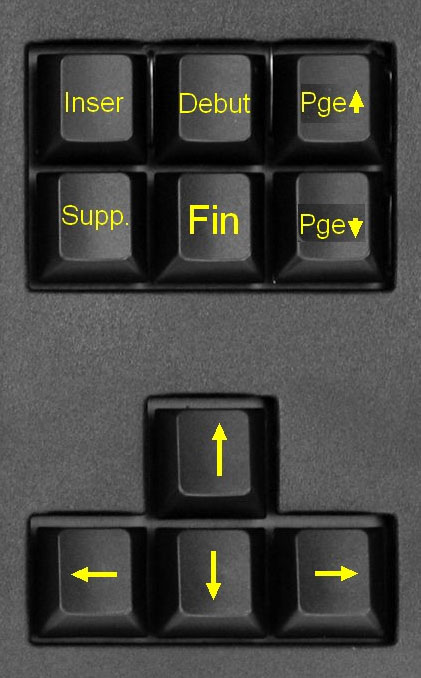 Inser Debut Pge↑
Supp. Fin Pge↓
↑
← ↓ →